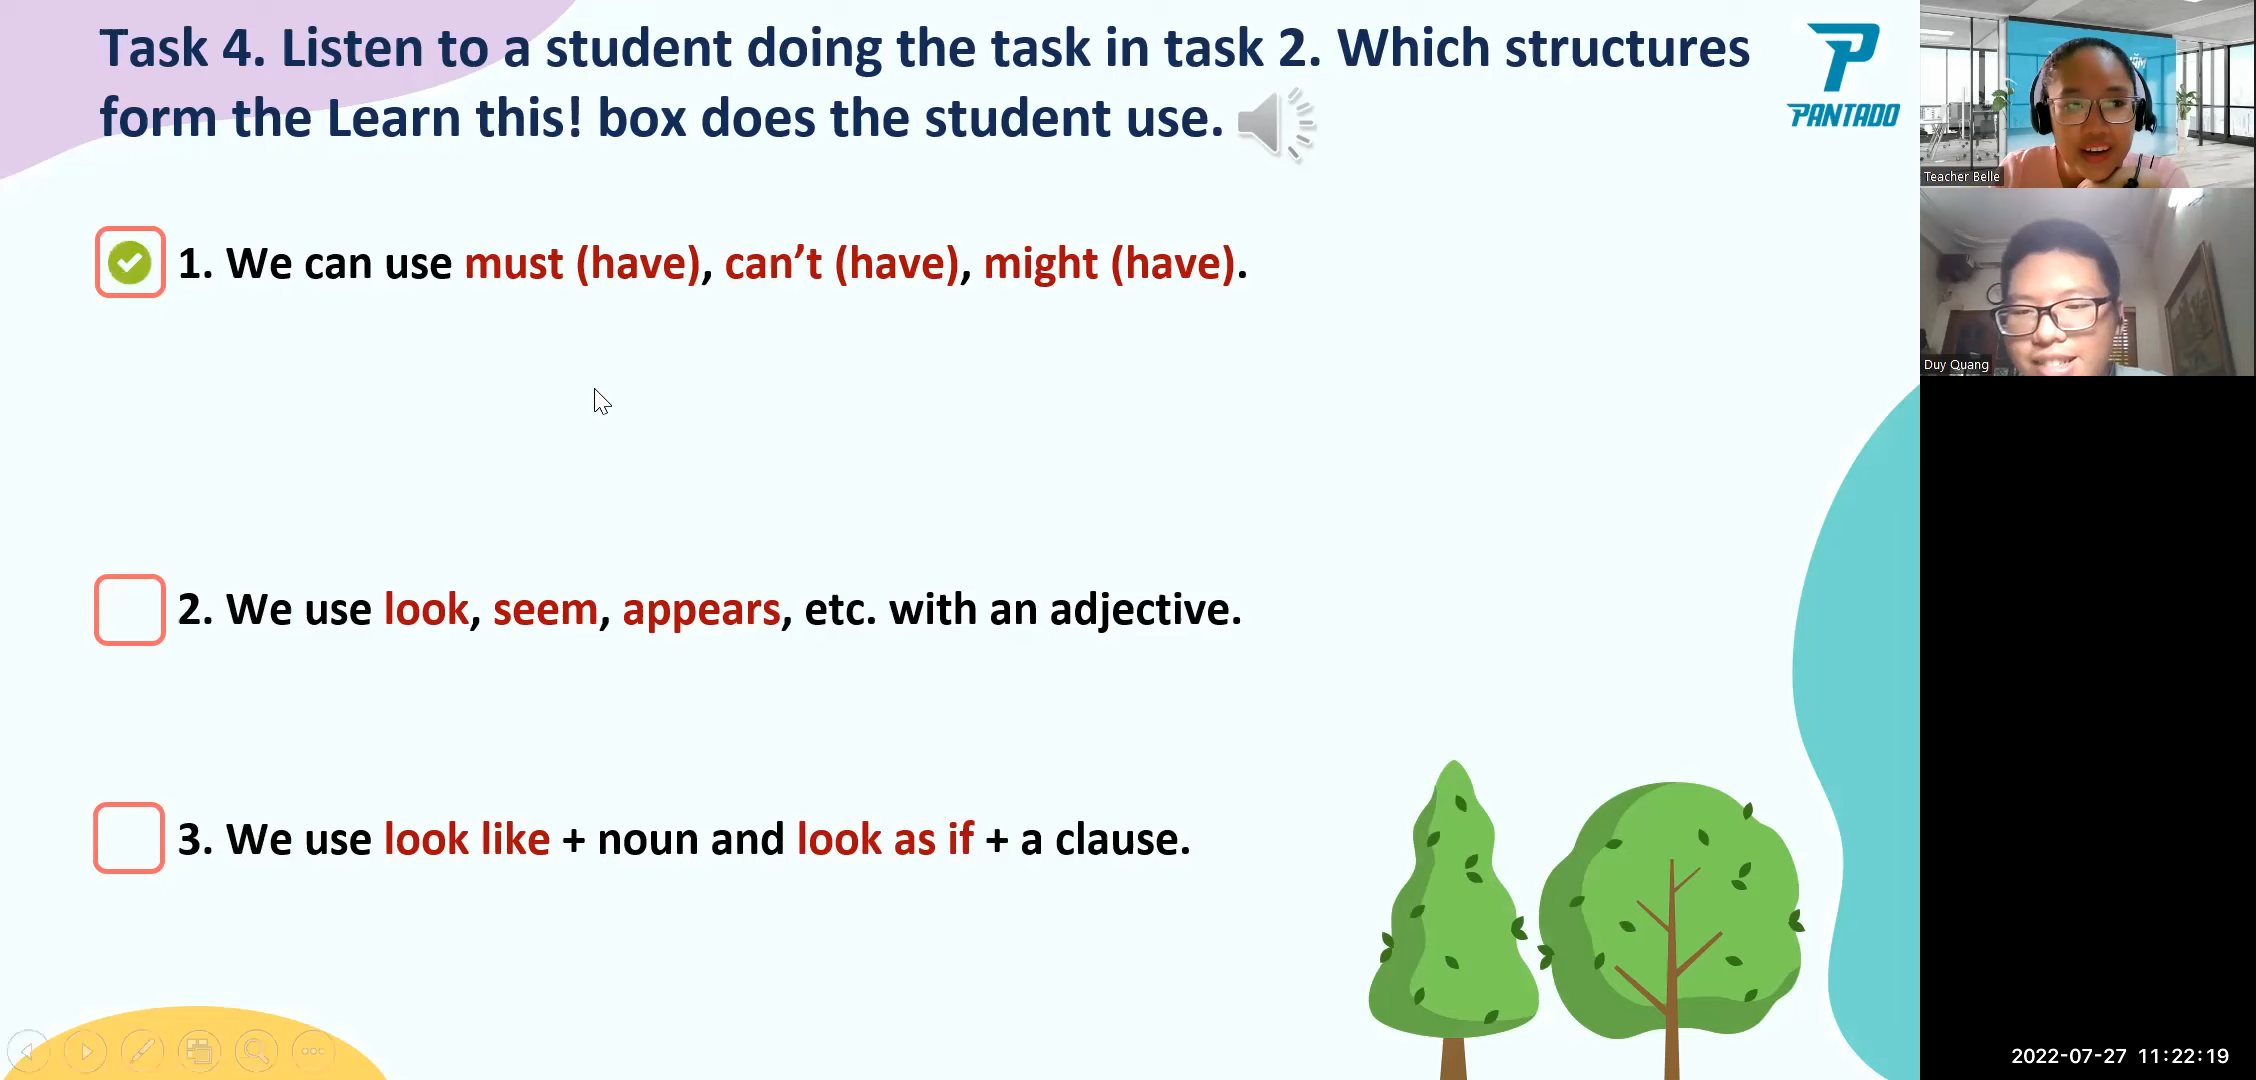 Task 4. Listen to a student doing the task in task 2. Which structures
form the Learn this! box does the student use.
PANTADO
Teacher Belle
1. We can use must (have), can’t (have), might (have).
Duy Quang
2. We use look, seem, appears, etc. with an adjective.
3. We use look like + noun and look as if + a clause.
2022-07-27 11:22:19